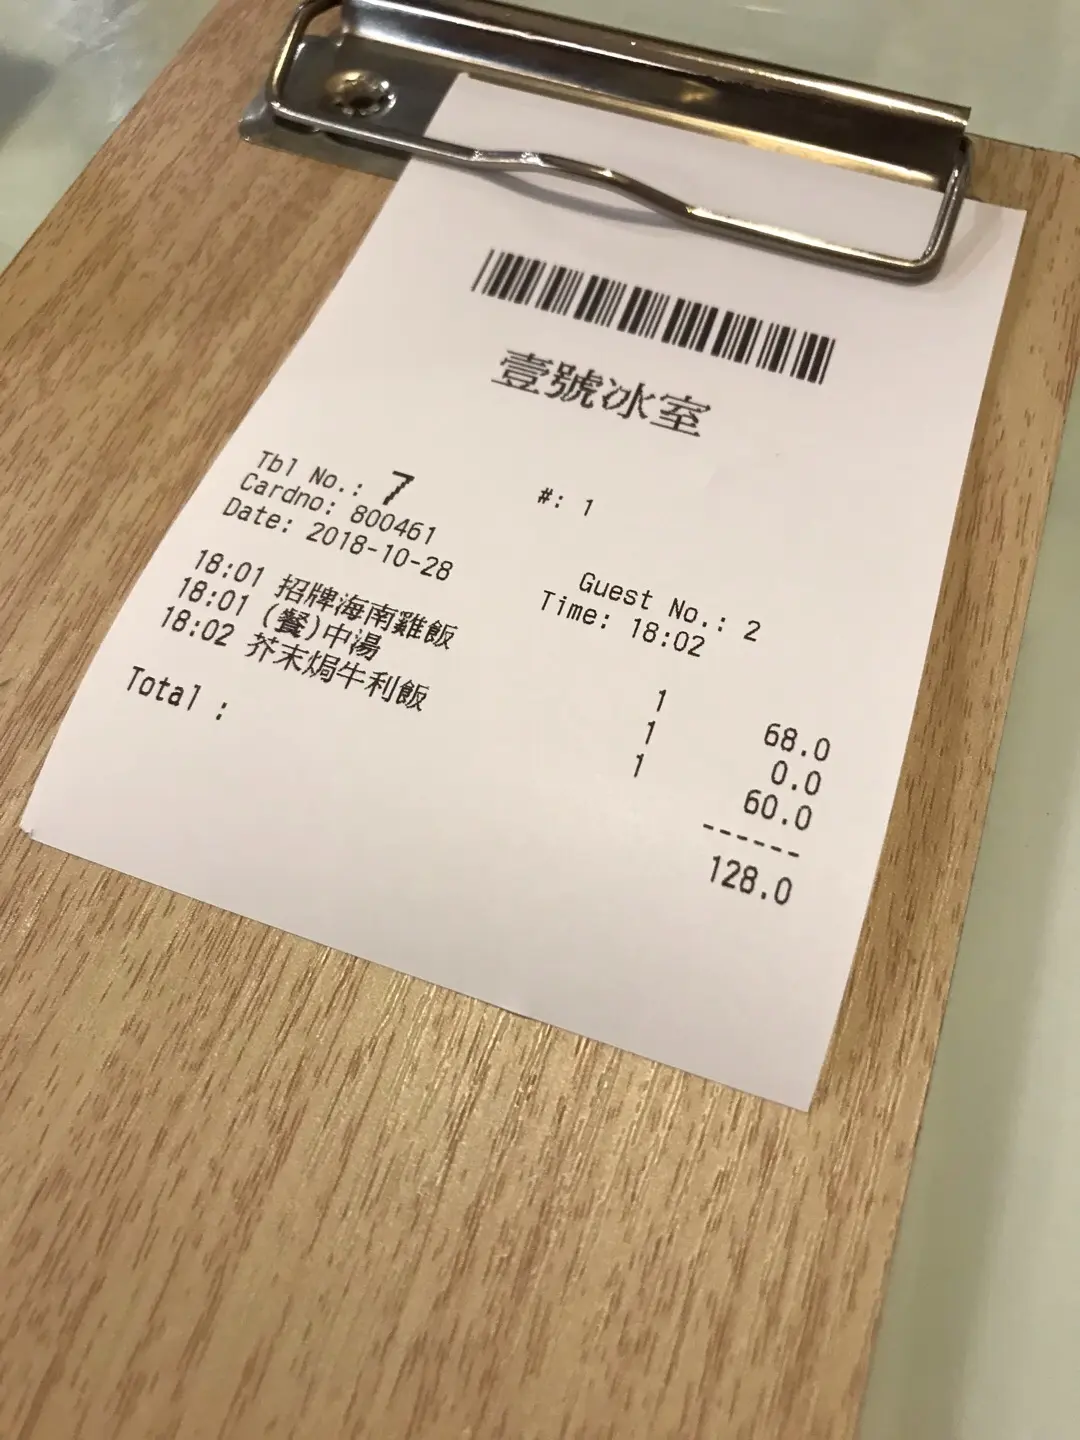 壹號冰室
Tbl No.: 7 #: 1
Cardno: 800461 Guest No.: 2
Date: 2018-10-28 Time: 18:02
18:01 招牌海南雞飯 1 68.0
18:01 (餐)中湯 1 0.0
18:02 芥末焗牛利飯 1 60.0
------
Total : 128.0